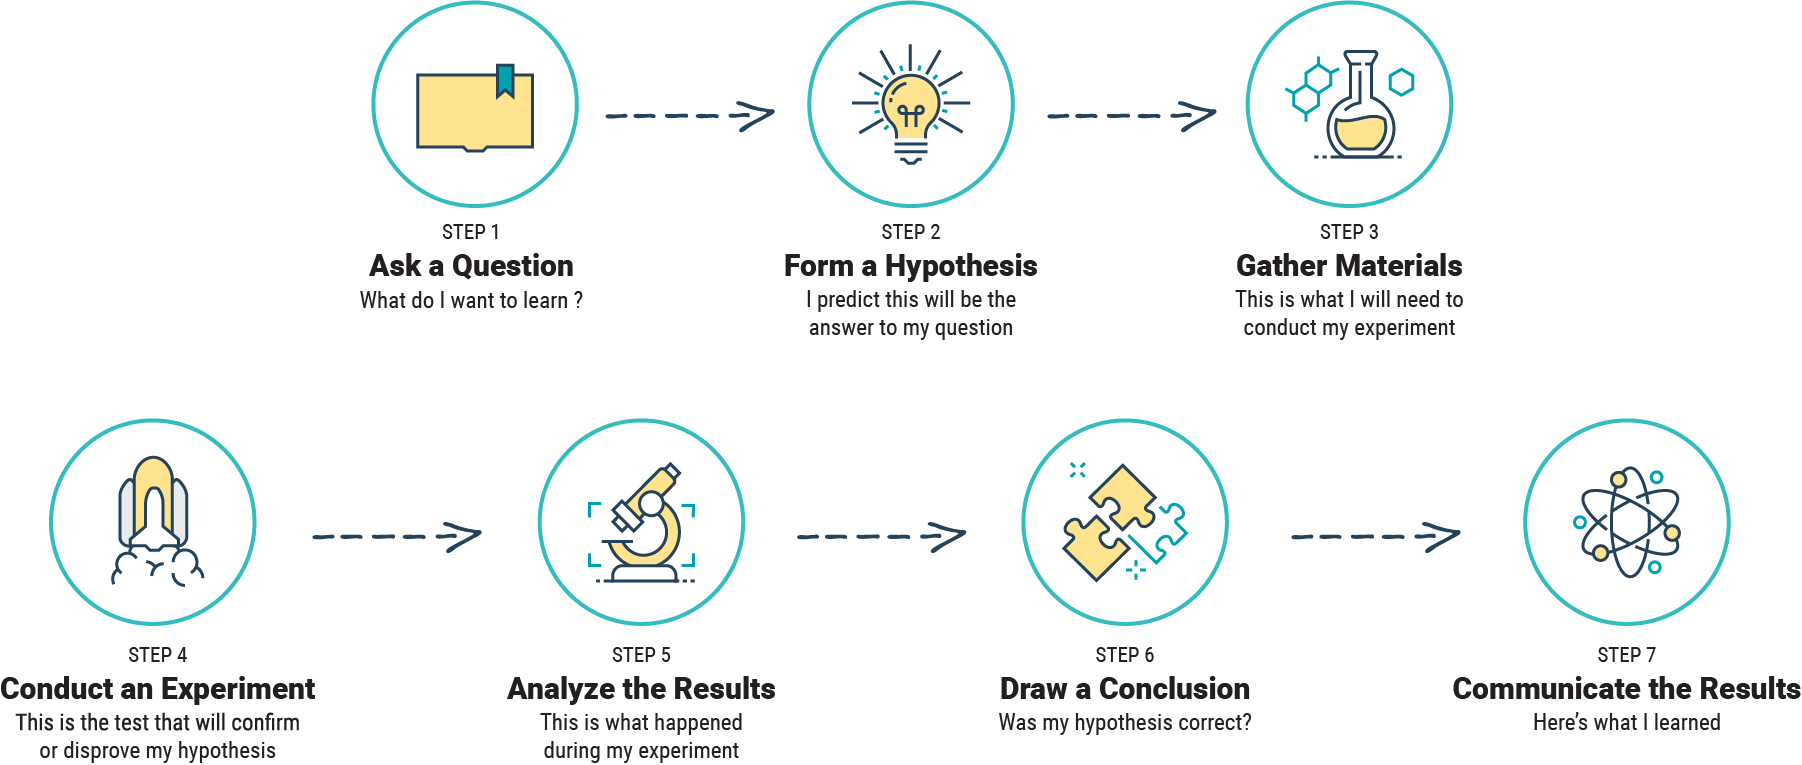 STEP 1
Ask a Question
What do I want to learn ?
STEP 2
Form a Hypothesis
I predict this will be the
answer to my question
STEP 3
Gather Materials
This is what I will need to
conduct my experiment
STEP 4
Conduct an Experiment
This is the test that will confirm
or disprove my hypothesis
STEP 5
Analyze the Results
This is what happened
during my experiment
STEP 6
Draw a Conclusion
Was my hypothesis correct?
STEP 7
Communicate the Results
Here’s what I learned